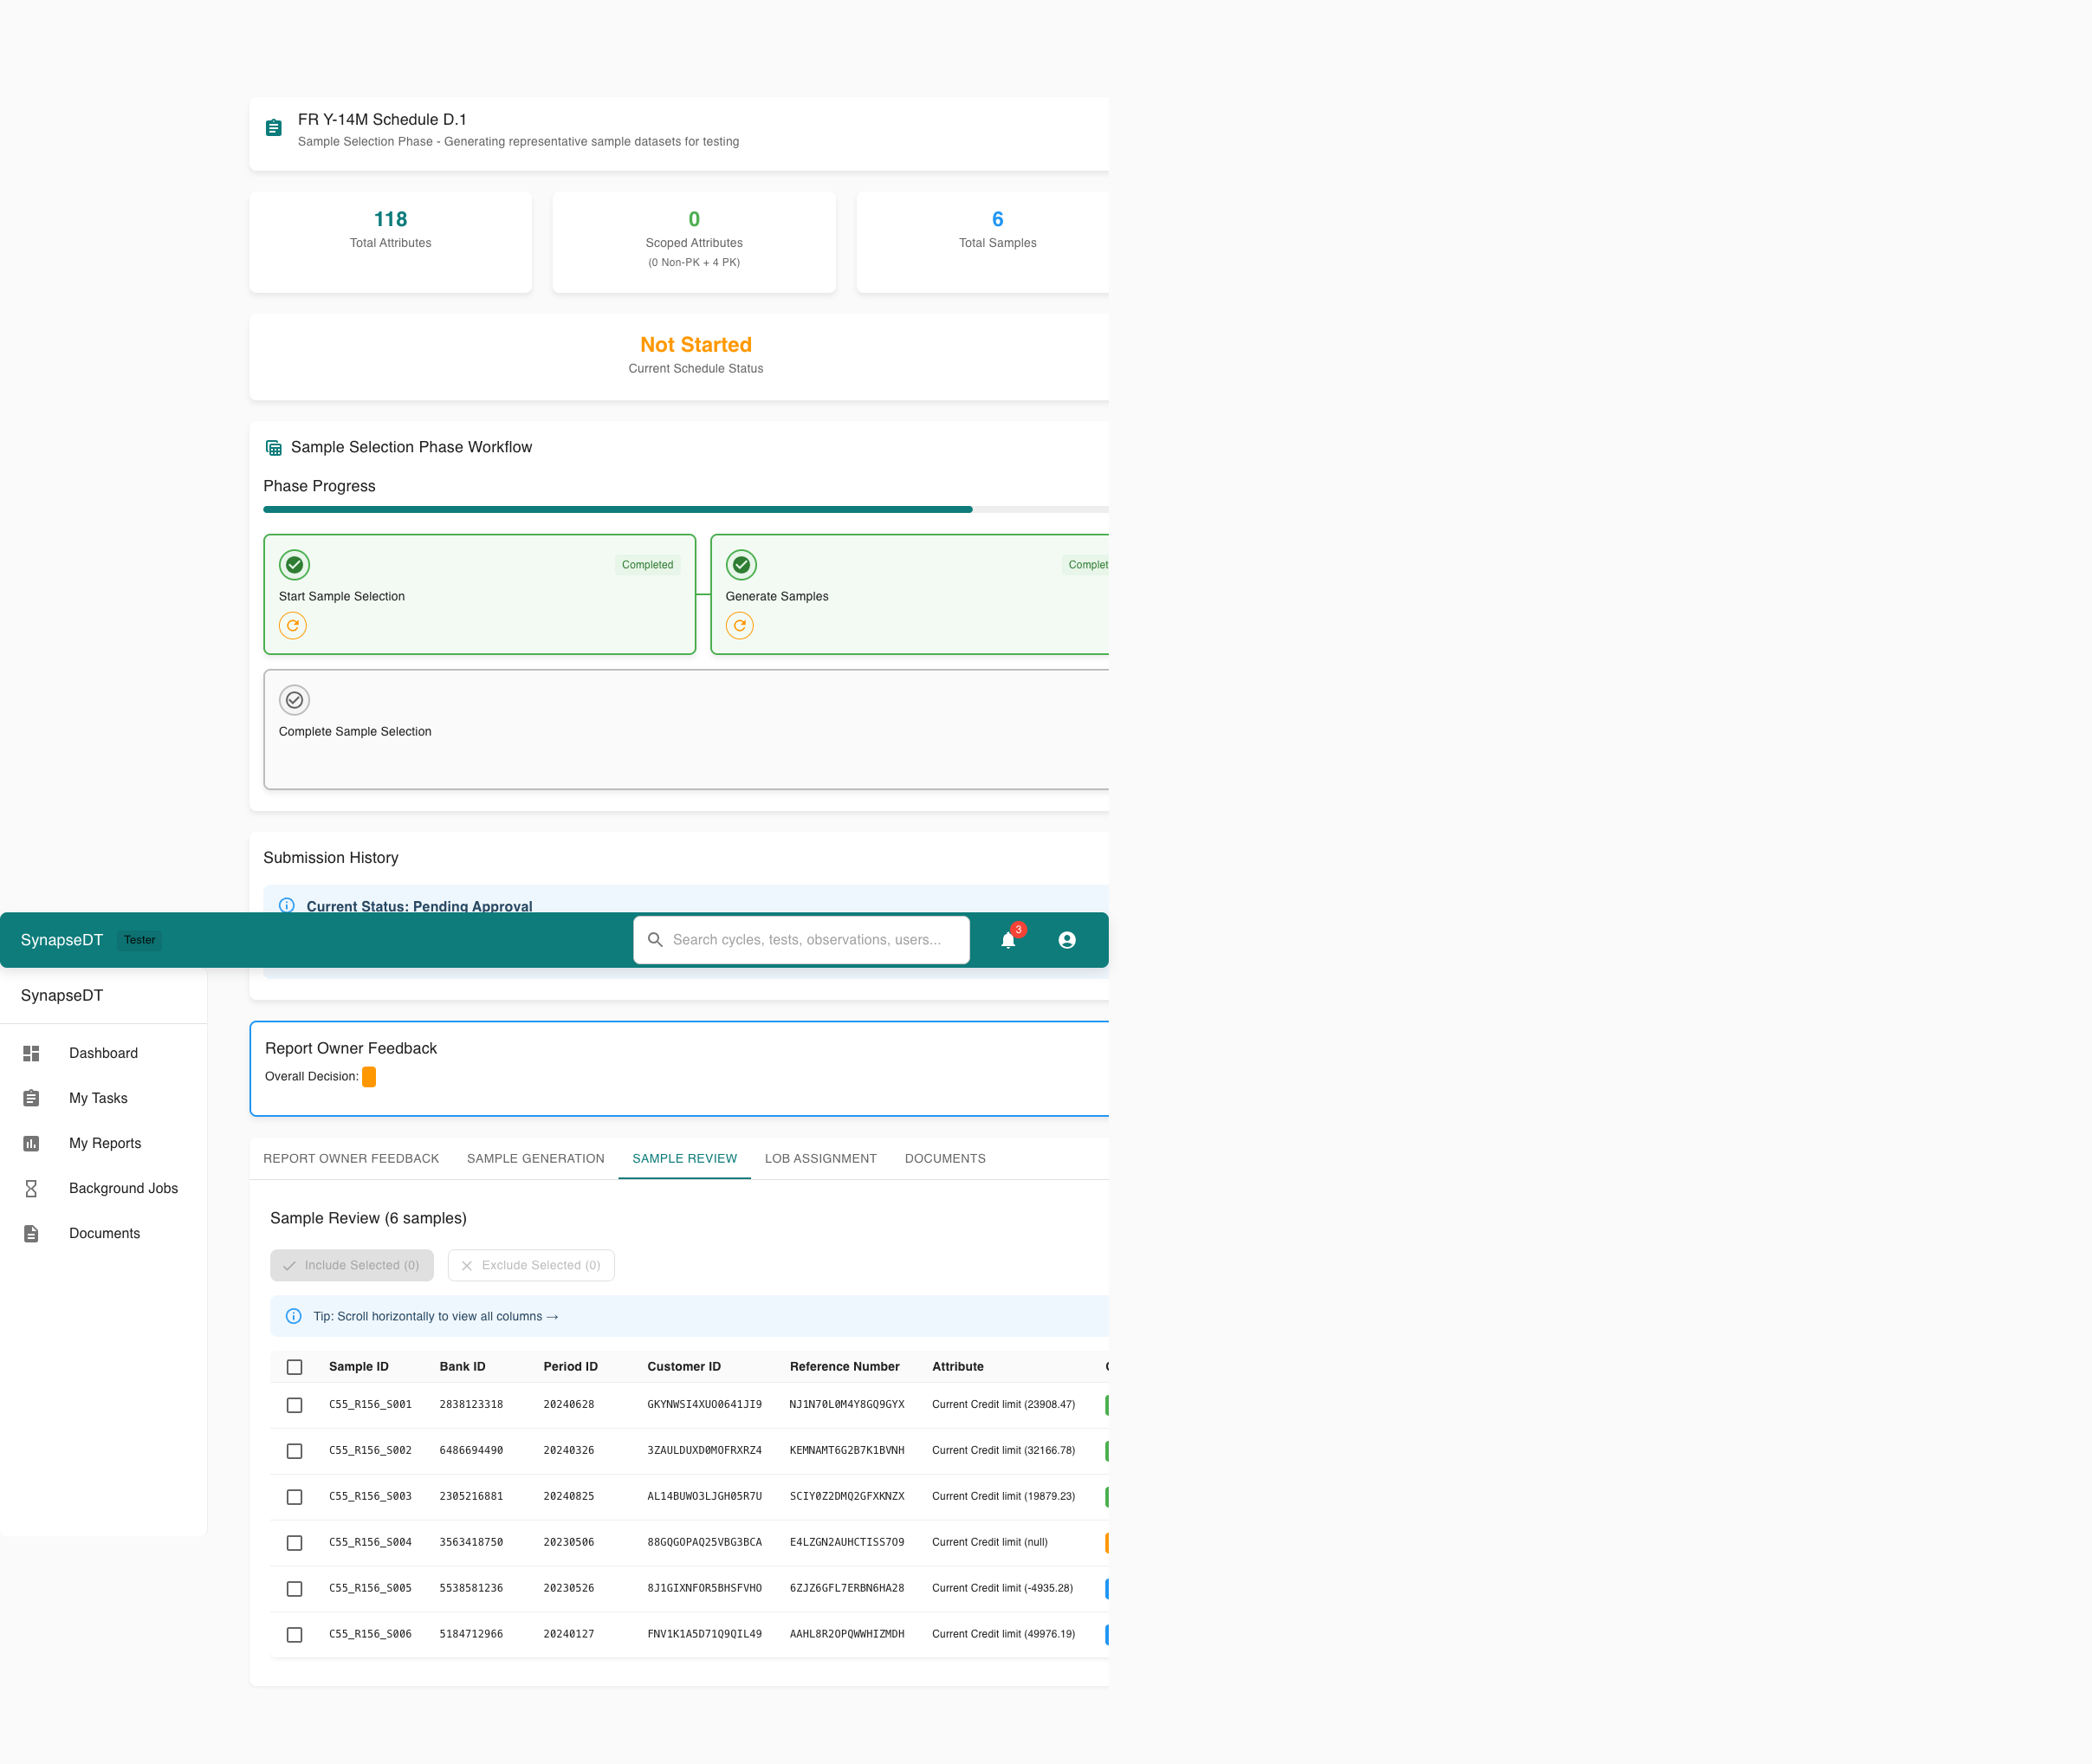 FR Y-14M Schedule D.1
Sample Selection Phase - Generating representative sample datasets for testing
118
Total Attributes
0
Scoped Attributes
(0 Non-PK + 4 PK)
6
Total Samples
Not Started
Current Schedule Status
Sample Selection Phase Workflow
Phase Progress
Completed
Start Sample Selection
Complet
Generate Samples
Complete Sample Selection
Submission History
Current Status: Pending Approval
SynapseDT Tester Search cycles, tests, observations, users... 3
SynapseDT
Dashboard
My Tasks
My Reports
Background Jobs
Documents
Report Owner Feedback
Overall Decision:
REPORT OWNER FEEDBACK SAMPLE GENERATION SAMPLE REVIEW LOB ASSIGNMENT DOCUMENTS
Sample Review (6 samples)
Include Selected (0) Exclude Selected (0)
Tip: Scroll horizontally to view all columns →
Sample ID Bank ID Period ID Customer ID Reference Number Attribute
C55_R156_S001 2838123318 20240628 GKYNWSI4XUO0641JI9 NJ1N70L0M4Y8GQ9GYX Current Credit limit (23908.47)
C55_R156_S002 6486694490 20240326 3ZAULDUXD0MOFRXRZ4 KEMNAMT6G2B7K1BVNH Current Credit limit (32166.78)
C55_R156_S003 2305216881 20240825 AL14BUWO3LJGH05R7U SCIY0Z2DMQ2GFXKNZX Current Credit limit (19879.23)
C55_R156_S004 3563418750 20230506 88GQGOPAQ25VBG3BCA E4LZGN2AUHCTISS7O9 Current Credit limit (null)
C55_R156_S005 5538581236 20230526 8J1GIXNFOR5BHSFVHO 6ZJZ6GFL7ERBN6HA28 Current Credit limit (-4935.28)
C55_R156_S006 5184712966 20240127 FNV1K1A5D71Q9QIL49 AAHL8R2OPQWWHIZMDH Current Credit limit (49976.19)